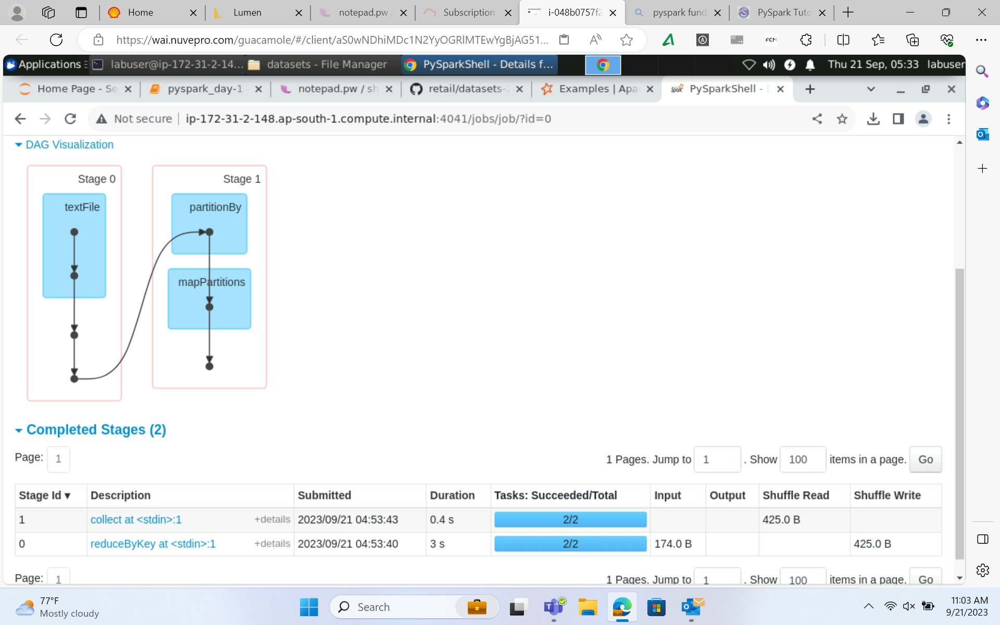 Home
Lumen
notepad.pw /
Subscription
i-048b0757f2
pyspark fund
PySpark Tuto
https://wai.nuvepro.com/guacamole/#/client/aS0wNDhiMDc1N2YyOGRlMTEwYgBjAG51...
FCM
Applications
labuser@ip-172-31-2-14...
datasets - File Manager
PySparkShell - Details f...
Thu 21 Sep, 05:33
labuser
Home Page - Se
pyspark_day-1
notepad.pw / sh
retail/datasets-
Examples | Apa
PySparkShell -
Not secure
ip-172-31-2-148.ap-south-1.compute.internal:4041/jobs/job/?id=0
DAG Visualization
Stage 0
Stage 1
textFile
partitionBy
mapPartitions
Completed Stages (2)
Page: 1
1 Pages. Jump to 1 . Show 100 items in a page. Go
Stage Id ▾ Description Submitted Duration Tasks: Succeeded/Total Input Output Shuffle Read Shuffle Write
1 collect at <stdin>:1 +details 2023/09/21 04:53:43 0.4 s 2/2 425.0 B
0 reduceByKey at <stdin>:1 +details 2023/09/21 04:53:40 3 s 2/2 174.0 B 425.0 B
Page: 1
1 Pages. Jump to 1 . Show 100 items in a page. Go
77°F
Mostly cloudy
Search
11:03 AM
9/21/2023